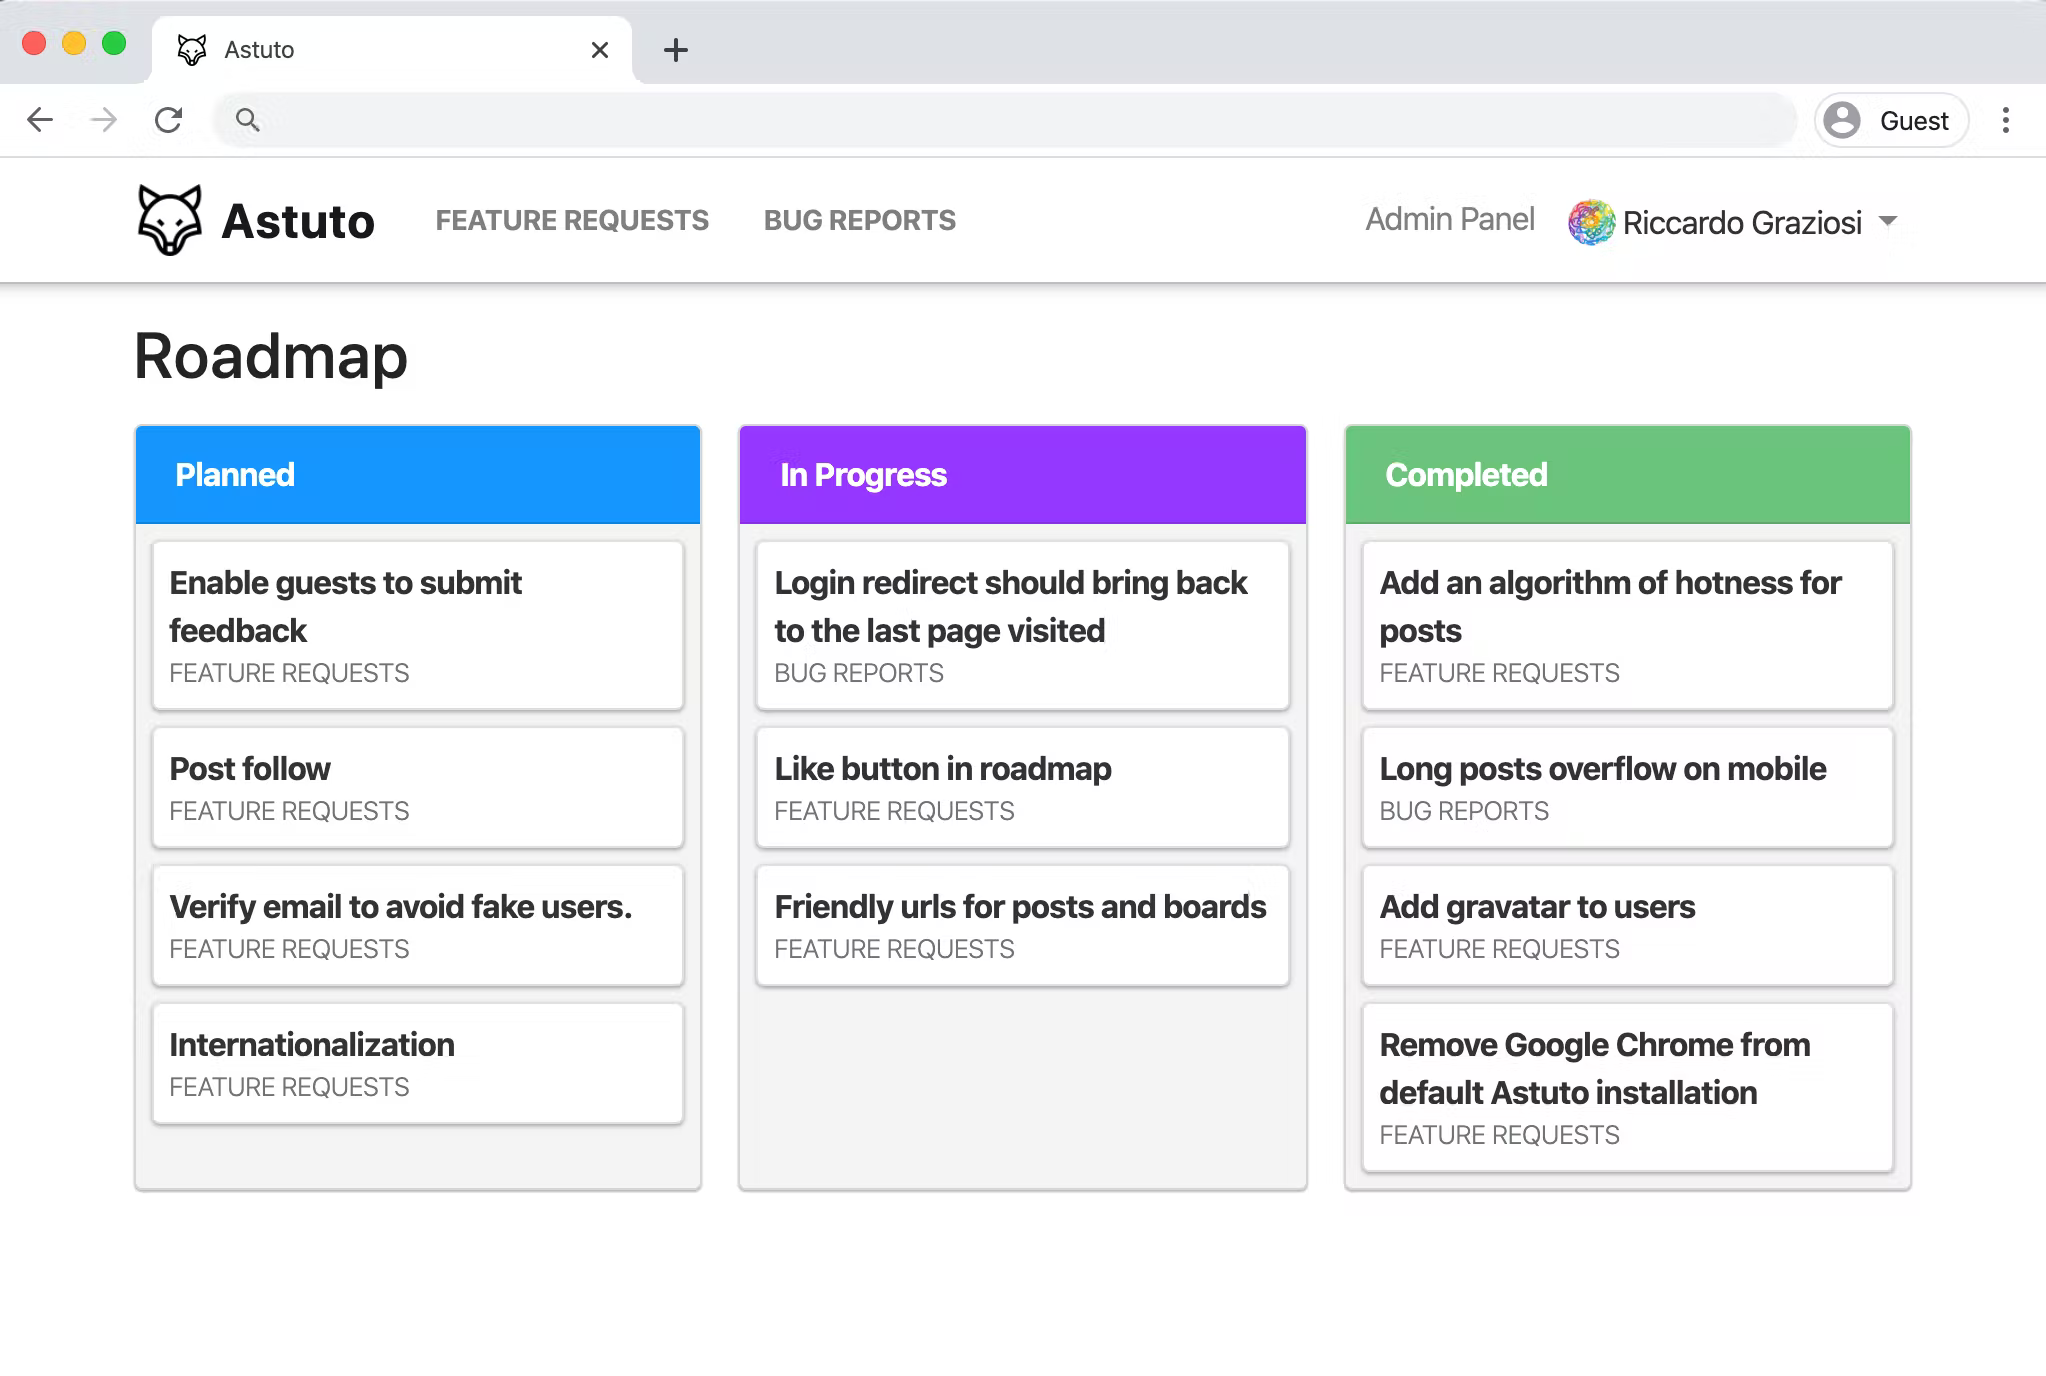 Astuto
Guest
Astuto
FEATURE REQUESTS
BUG REPORTS
Admin Panel
Riccardo Graziosi
Roadmap
Planned
Enable guests to submit
feedback
FEATURE REQUESTS
Post follow
FEATURE REQUESTS
Verify email to avoid fake users.
FEATURE REQUESTS
Internationalization
FEATURE REQUESTS
In Progress
Login redirect should bring back
to the last page visited
BUG REPORTS
Like button in roadmap
FEATURE REQUESTS
Friendly urls for posts and boards
FEATURE REQUESTS
Completed
Add an algorithm of hotness for
posts
FEATURE REQUESTS
Long posts overflow on mobile
BUG REPORTS
Add gravatar to users
FEATURE REQUESTS
Remove Google Chrome from
default Astuto installation
FEATURE REQUESTS